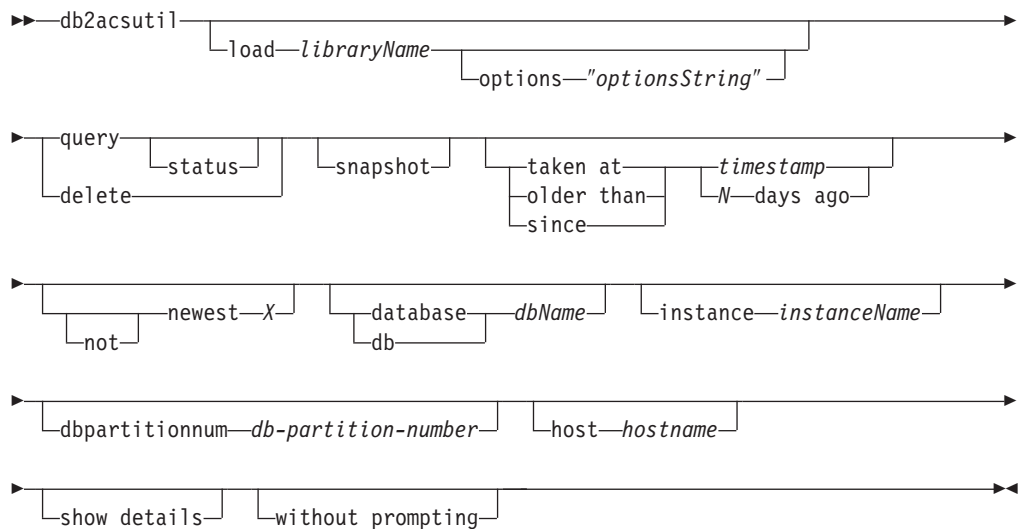 db2acsutil
load libraryName
options "optionsString"
query
status
snapshot
taken at timestamp
older than N days ago
since
delete
newest X
not
database dbName
db
instance instanceName
dbpartitionnum db-partition-number
host hostname
show details
without prompting